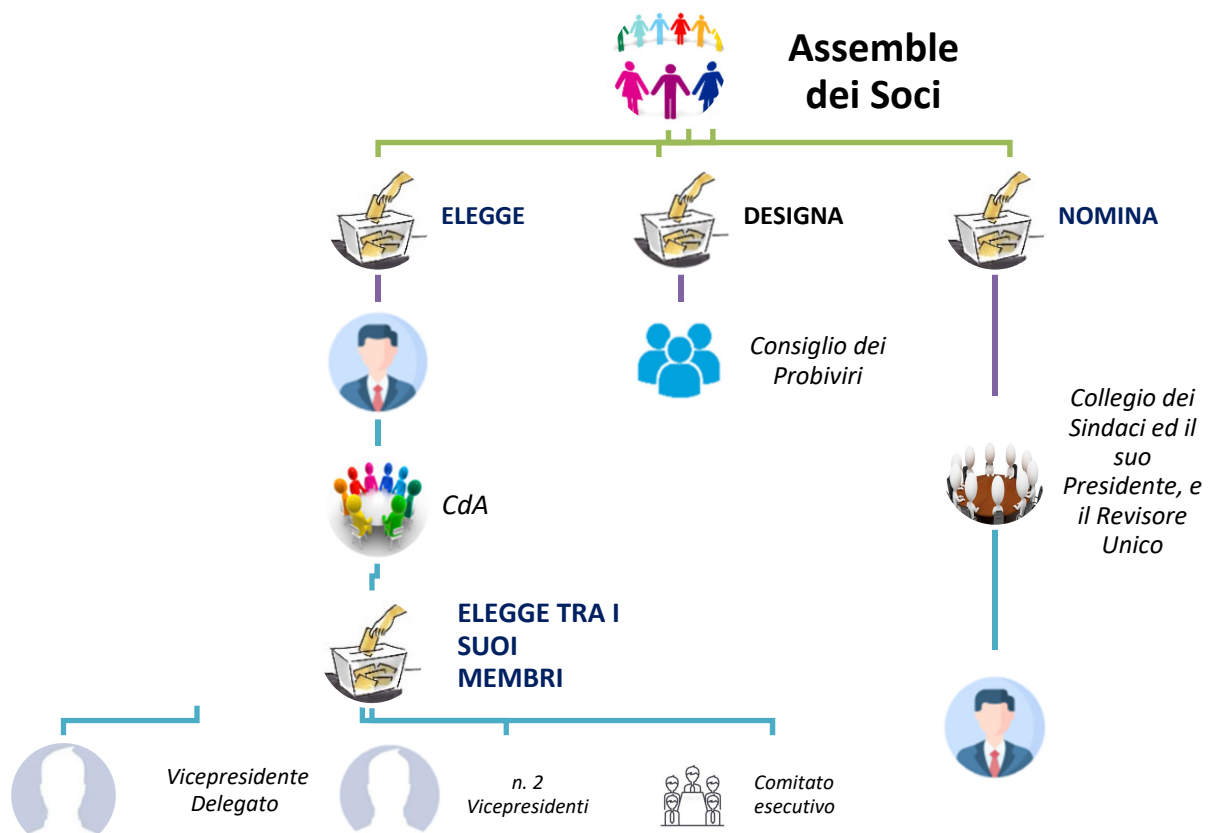 Assemble
dei Soci
ELEGGE
DESIGNA
NOMINA
Consiglio dei
Probiviri
Collegio dei
Sindaci ed il
suo
Presidente, e
il Revisore
Unico
CdA
ELEGGE TRA I
SUOI
MEMBRI
Vicepresidente
Delegato
n. 2
Vicepresidenti
Comitato
esecutivo